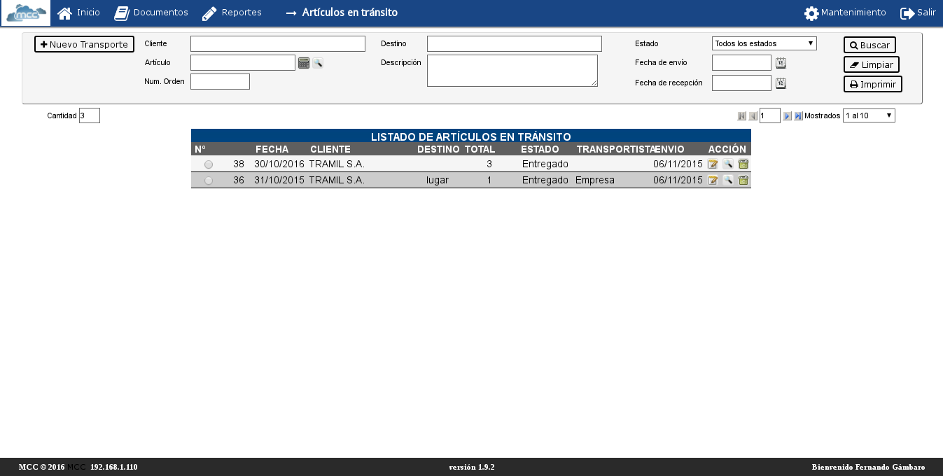 MCC Inicio Documentos Reportes → Artículos en tránsito Mantenimiento Salir
Nuevo Transporte Cliente Destino Estado Todos los estados Buscar
Artículo Descripción Fecha de envío Limpiar
Num. Orden Fecha de recepción Imprimir
Cantidad 3 1 Mostrados 1 al 10
LISTADO DE ARTÍCULOS EN TRÁNSITO
N° FECHA CLIENTE DESTINO TOTAL ESTADO TRANSPORTISTA ENVIO ACCIÓN
38 30/10/2016 TRAMIL S.A. 3 Entregado 06/11/2015
36 31/10/2015 TRAMIL S.A. lugar 1 Entregado Empresa 06/11/2015
MCC © 2016 MCC 192.168.1.110 versión 1.9.2 Bienvenido Fernando Gámbaro